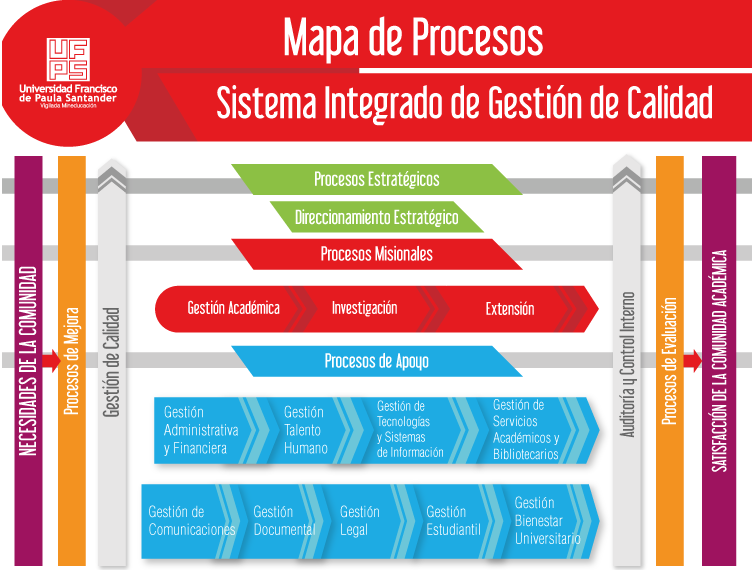 UF
PS
Universidad Francisco
de Paula Santander
Vigilada Mineducación
Mapa de Procesos
Sistema Integrado de Gestión de Calidad
NECESIDADES DE LA COMUNIDAD
Procesos de Mejora
Gestión de Calidad
Procesos Estratégicos
Direccionamiento Estratégico
Procesos Misionales
Gestión Académica
Investigación
Extensión
Procesos de Apoyo
Gestión
Administrativa
y Financiera
Gestión
Talento
Humano
Gestión de
Tecnologías
y Sistemas
de Información
Gestión de
Servicios
Académicos y
Bibliotecarios
Gestión de
Comunicaciones
Gestión
Documental
Gestión
Legal
Gestión
Estudiantil
Gestión
Bienestar
Universitario
Auditoría y Control Interno
Procesos de Evaluación
SATISFACCIÓN DE LA COMUNIDAD ACADÉMICA